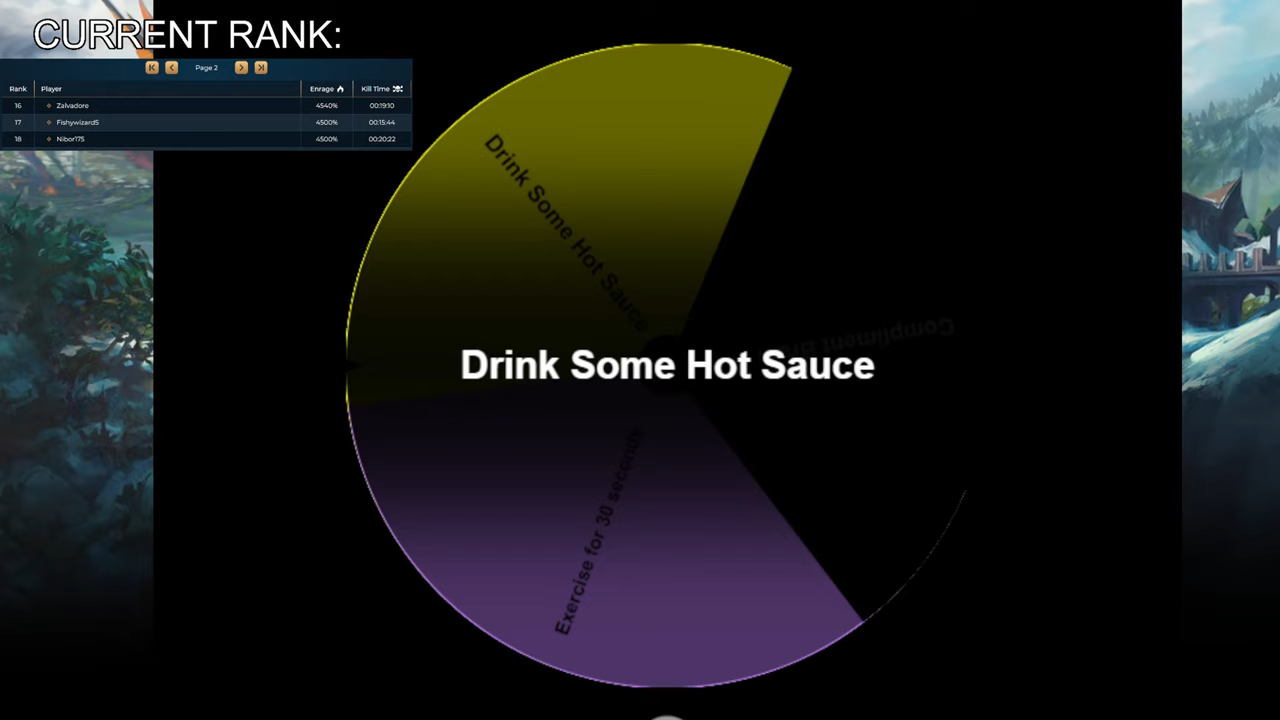 CURRENT RANK:
Page 2
Rank Player Enrage Kill Time
16 Zalvadore 4540% 00:19:10
17 Fishywizard5 4500% 00:15:44
18 Nibor175 4500% 00:20:22
Drink Some Hot Sauce
Compliment
Drink Some Hot Sauce
Exercise for 30 seconds